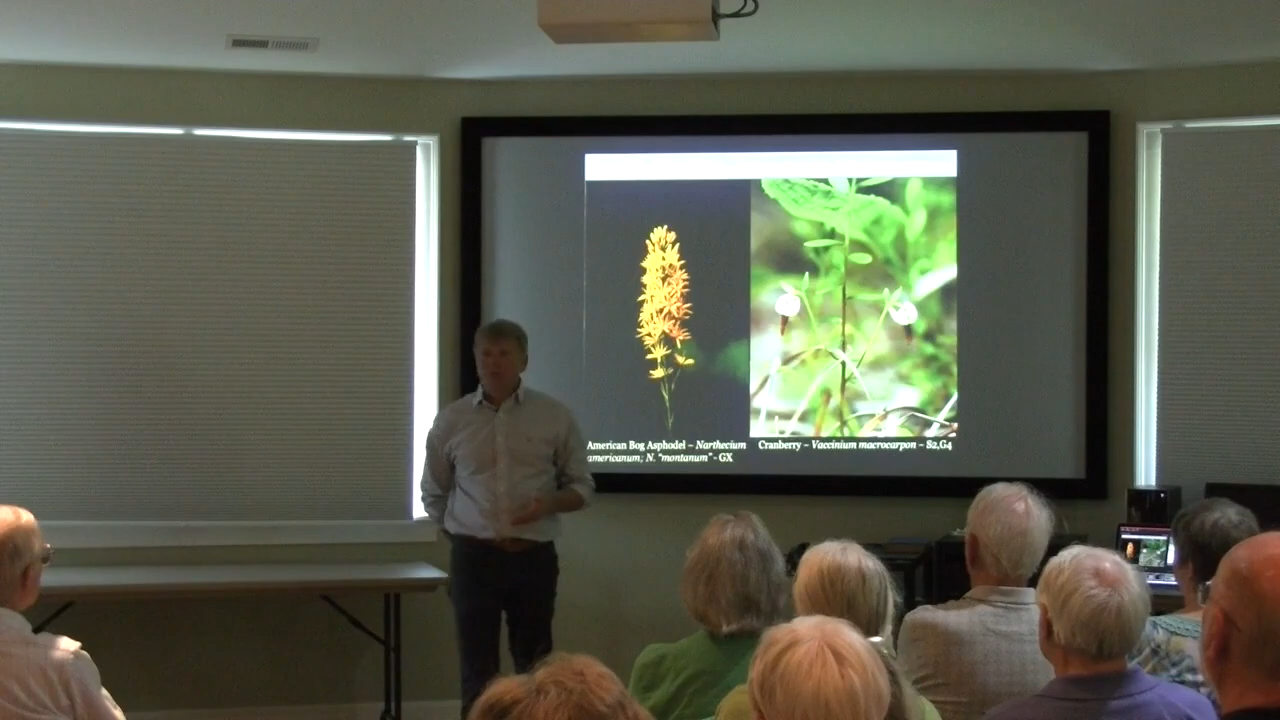 American Bog Asphodel – Narthecium
americanum; N. "montanum" - GX
Cranberry – Vaccinium macrocarpon – S2,G4